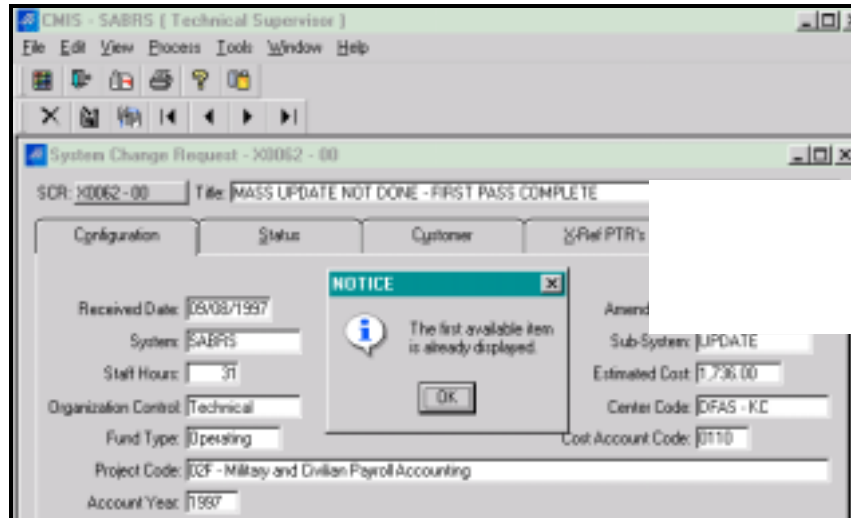 CMIS - SABRS ( Technical Supervisor )
File Edit View Process Tools Window Help
System Change Request - X0062 - 00
SCR: X0062 - 00 Title: MASS UPDATE NOT DONE - FIRST PASS COMPLETE
Configuration Status Customer X-Ref PTR's
NOTICE
The first available item
is already displayed.
OK
Received Date: 09/08/1997 Amend
System: SABRS Sub-System: UPDATE
Staff Hours: 31 Estimated Cost: 1,736.00
Organization Control: Technical Center Code: DFAS - KC
Fund Type: Operating Cost Account Code: 0110
Project Code: 02F - Military and Civilian Payroll Accounting
Account Year: 1997